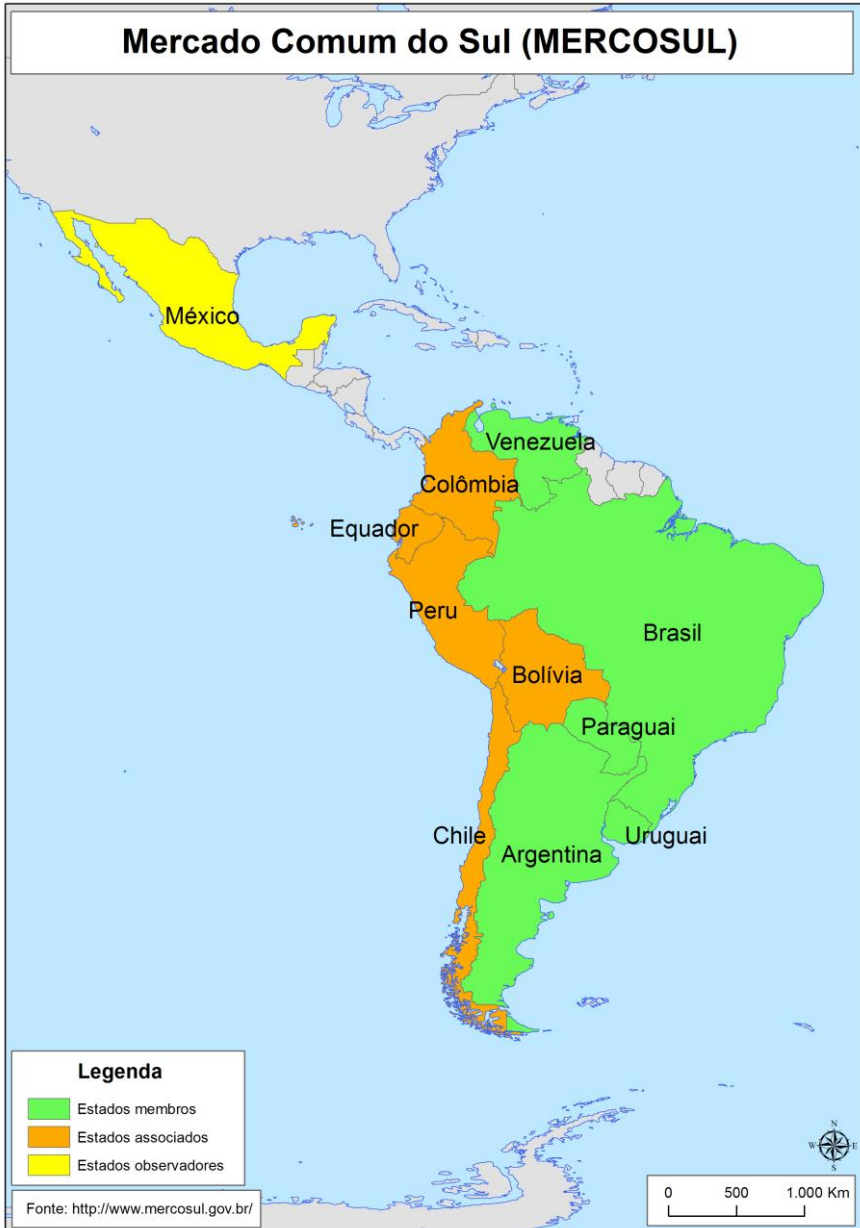 Mercado Comum do Sul (MERCOSUL)
México
Venezuela
Colômbia
Equador
Peru
Brasil
Bolívia
Paraguai
Chile
Uruguai
Argentina
Legenda
Estados membros
Estados associados
Estados observadores
Fonte: http://www.mercosul.gov.br/
N
W E
S
0 500 1.000 Km